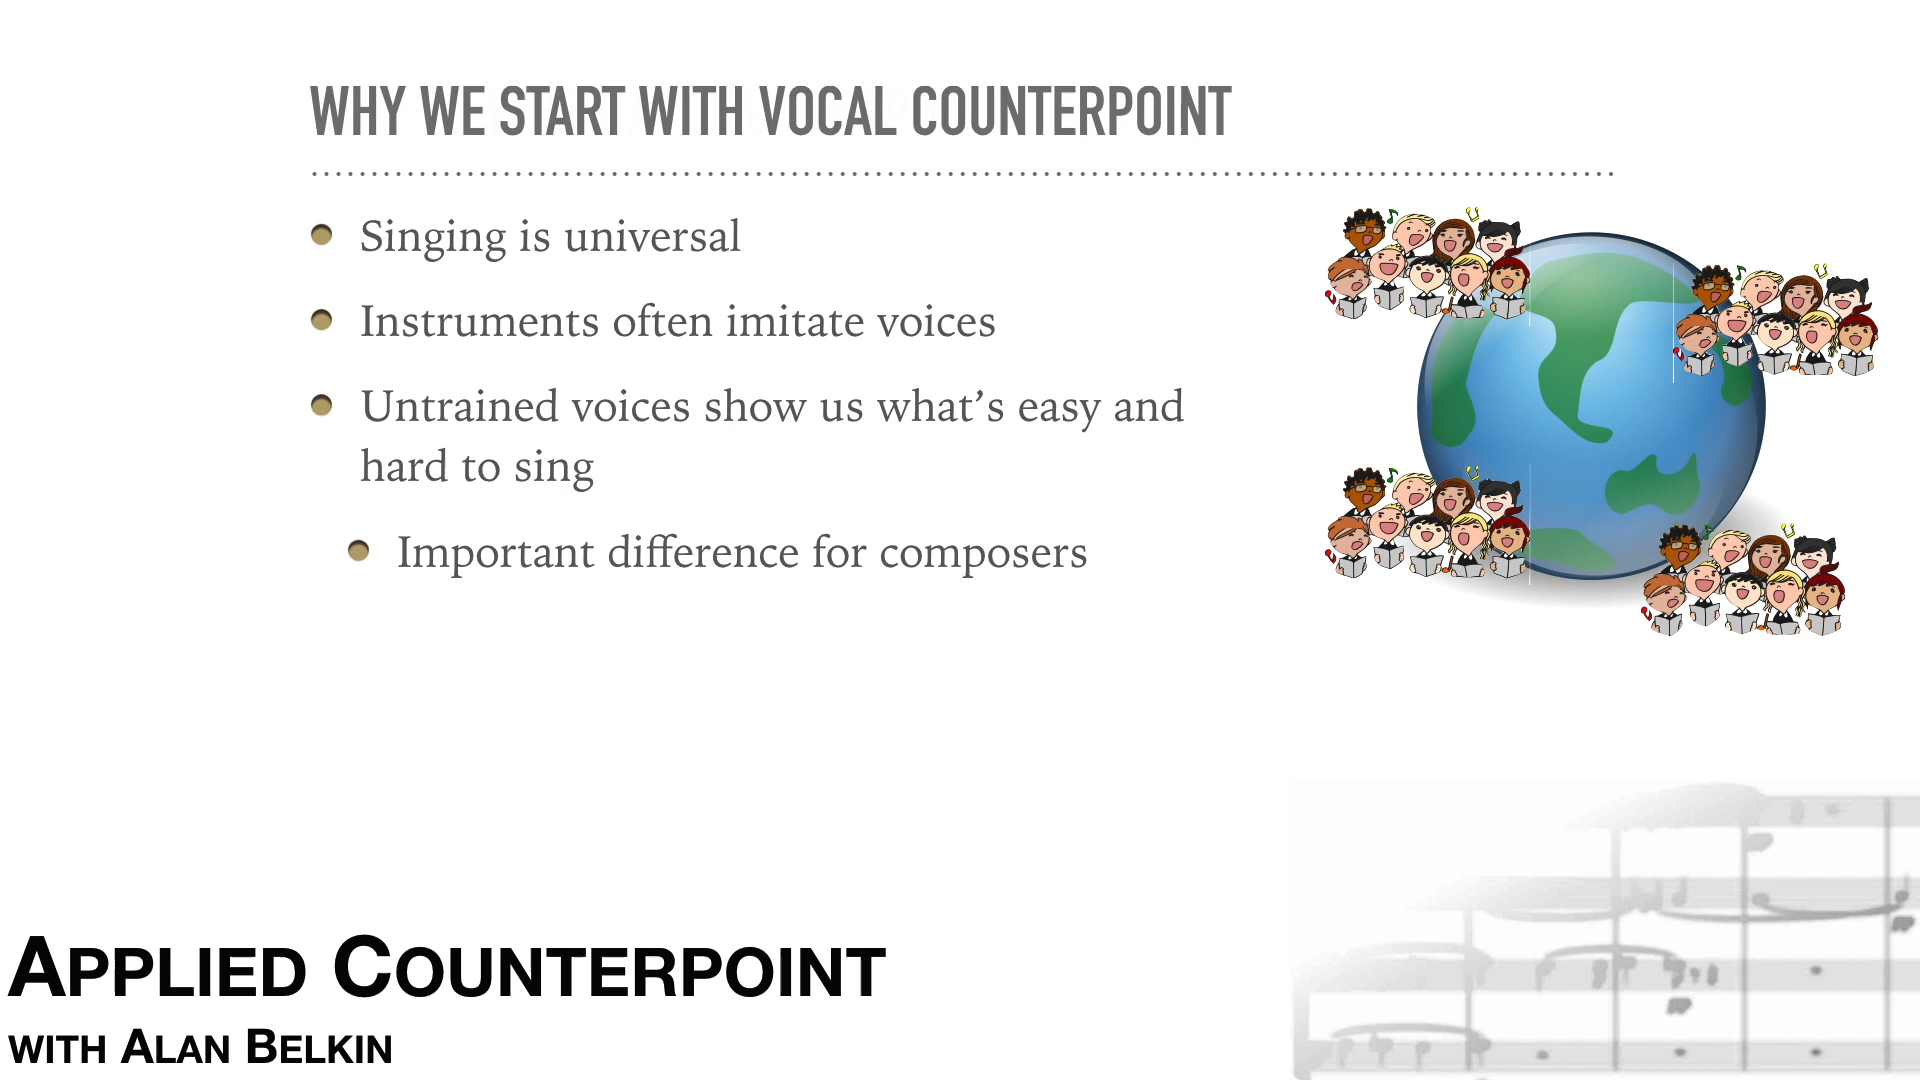 WHY WE START WITH VOCAL COUNTERPOINT
Singing is universal
Instruments often imitate voices
Untrained voices show us what’s easy and
hard to sing
Important difference for composers
APPLIED COUNTERPOINT
WITH ALAN BELKIN